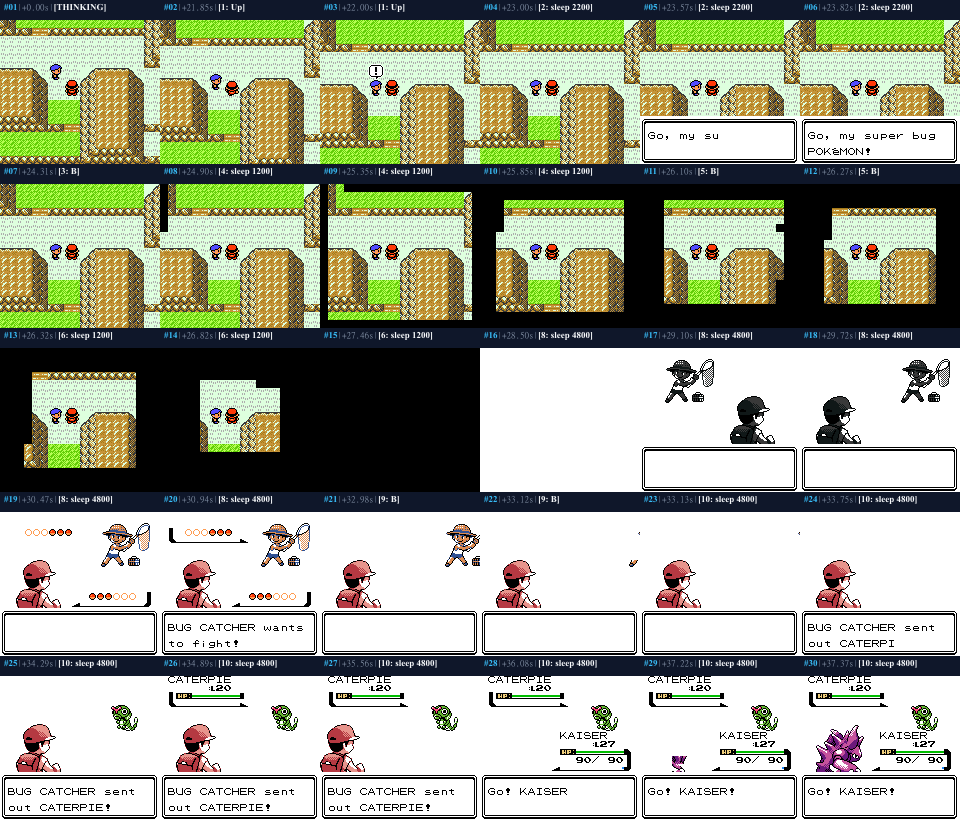 #01|+0.00s|[THINKING]
#02|+21.85s|[1: Up]
#03|+22.00s|[1: Up]
#04|+23.00s|[2: sleep 2200]
#05|+23.57s|[2: sleep 2200]
#06|+23.82s|[2: sleep 2200]
!
Go, my su
Go, my super bug
POKéMON!
#07|+24.31s|[3: B]
#08|+24.90s|[4: sleep 1200]
#09|+25.35s|[4: sleep 1200]
#10|+25.85s|[4: sleep 1200]
#11|+26.10s|[5: B]
#12|+26.27s|[5: B]
#13|+26.32s|[6: sleep 1200]
#14|+26.82s|[6: sleep 1200]
#15|+27.46s|[6: sleep 1200]
#16|+28.50s|[8: sleep 4800]
#17|+29.10s|[8: sleep 4800]
#18|+29.72s|[8: sleep 4800]
#19|+30.47s|[8: sleep 4800]
#20|+30.94s|[8: sleep 4800]
#21|+32.98s|[9: B]
#22|+33.12s|[9: B]
#23|+33.13s|[10: sleep 4800]
#24|+33.75s|[10: sleep 4800]
BUG CATCHER wants
to fight!
BUG CATCHER sent
out CATERPI
#25|+34.29s|[10: sleep 4800]
#26|+34.89s|[10: sleep 4800]
#27|+35.56s|[10: sleep 4800]
#28|+36.08s|[10: sleep 4800]
#29|+37.22s|[10: sleep 4800]
#30|+37.37s|[10: sleep 4800]
BUG CATCHER sent
out CATERPIE!
CATERPIE
:L20
HP:
BUG CATCHER sent
out CATERPIE!
CATERPIE
:L20
HP:
BUG CATCHER sent
out CATERPIE!
CATERPIE
:L20
HP:
KAISER
:L27
HP:
90/ 90
Go! KAISER
CATERPIE
:L20
HP:
KAISER
:L27
HP:
90/ 90
Go! KAISER!
CATERPIE
:L20
HP:
KAISER
:L27
HP:
90/ 90
Go! KAISER!